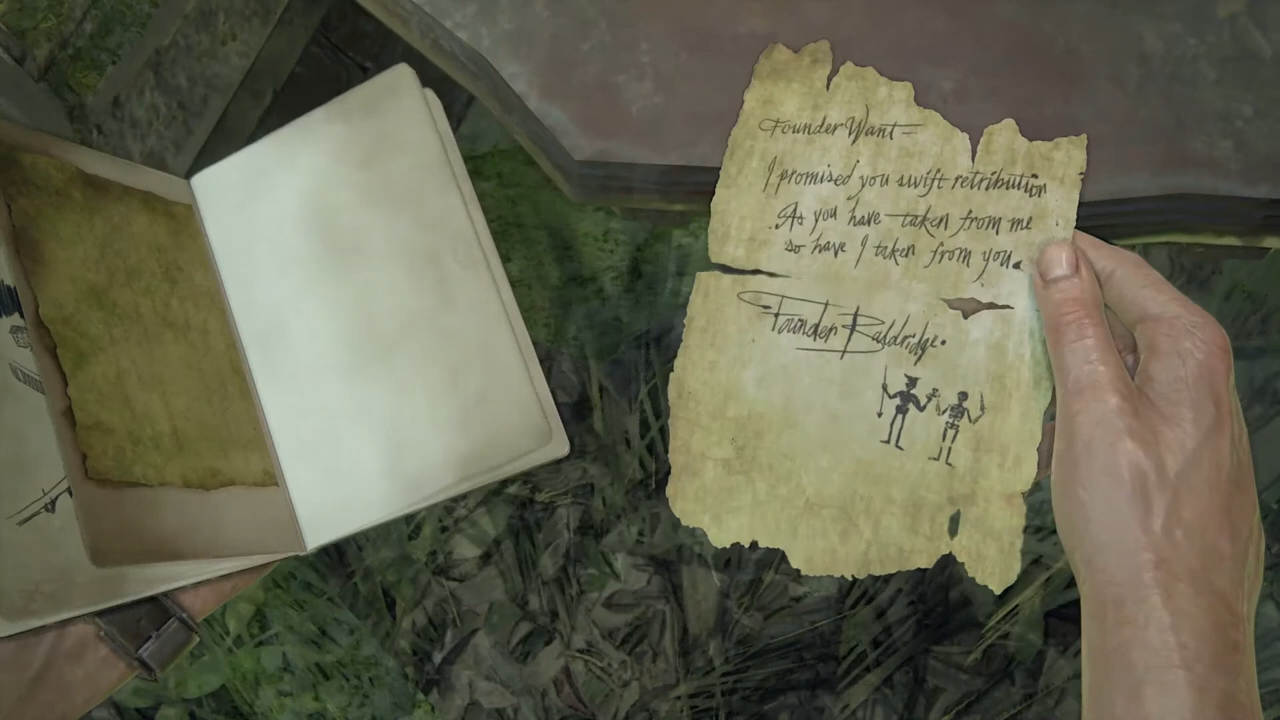 Founder Want–
I promised you swift retribution
As you have taken from me
so have I taken from you.
Founder Baldridge.